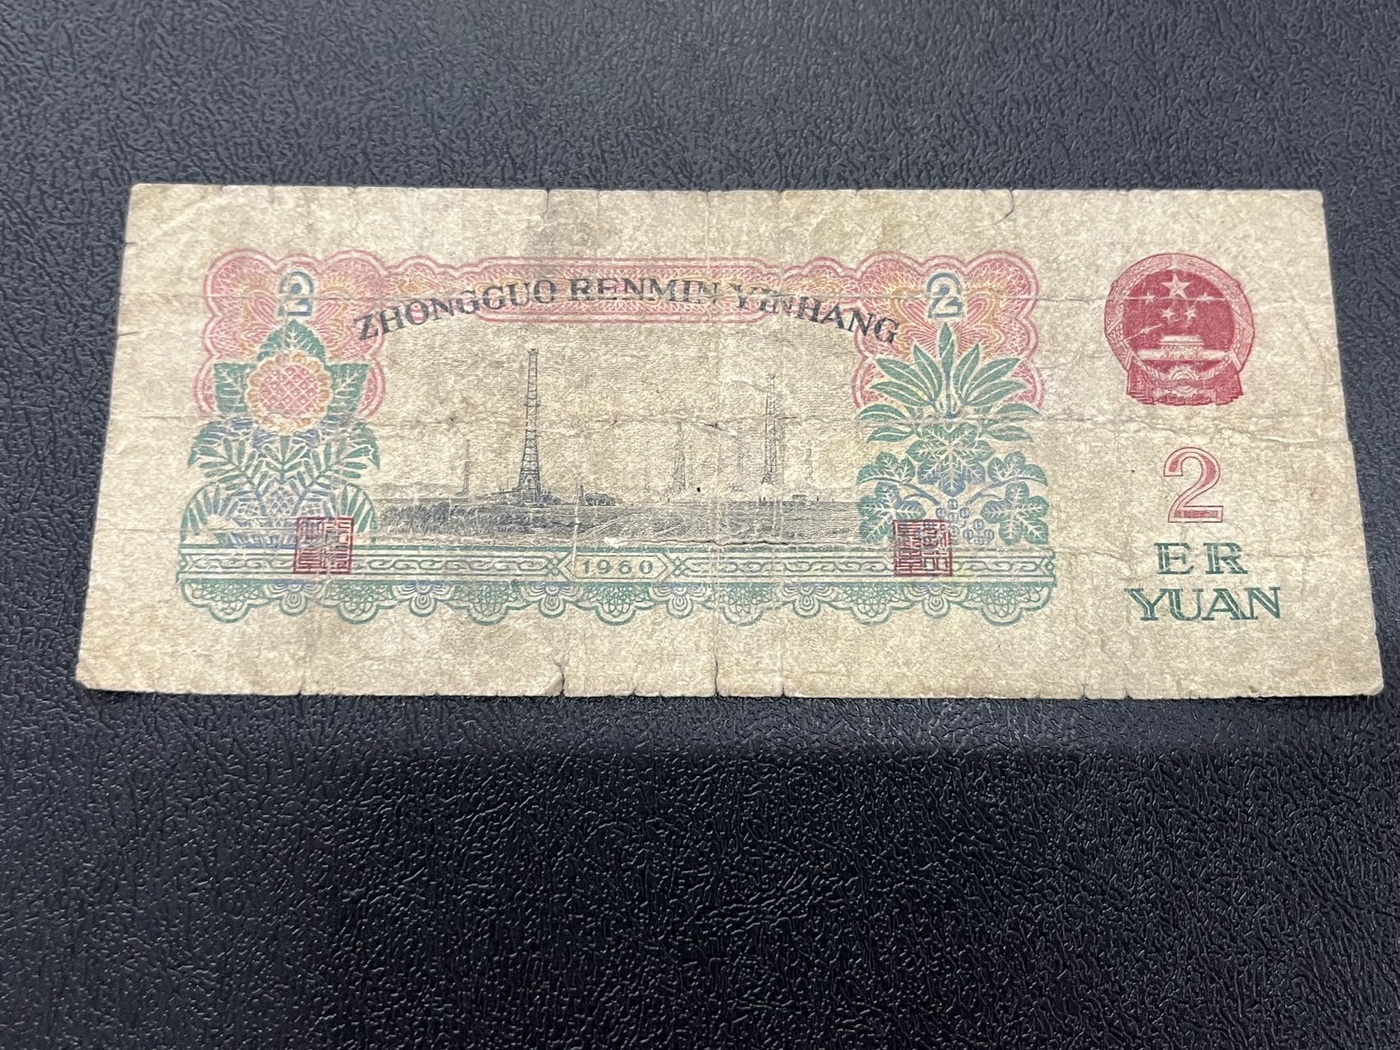 2
2
ZHONGGUO RENMIN YINHANG
1960
2
ER
YUAN